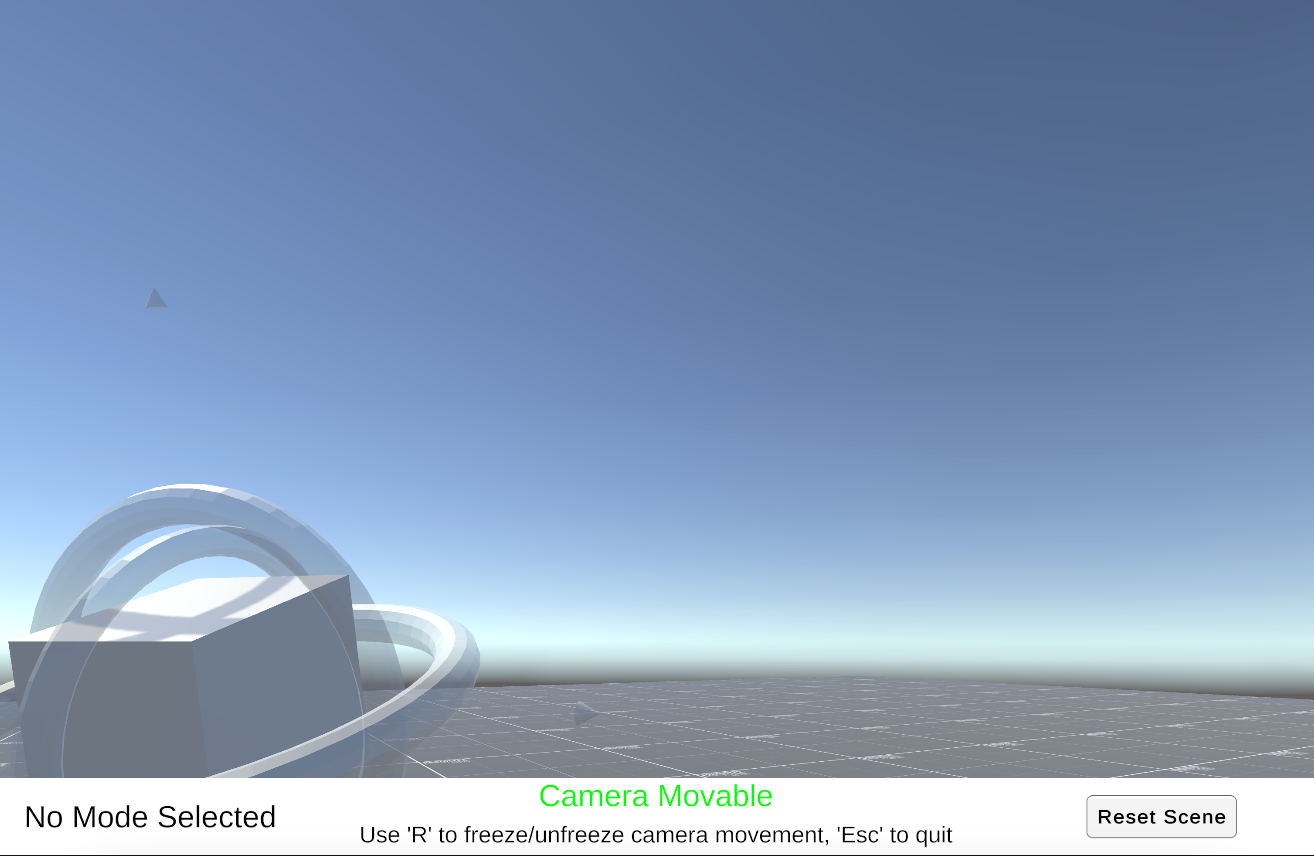 Camera Movable
No Mode Selected
Use 'R' to freeze/unfreeze camera movement, 'Esc' to quit
Reset Scene